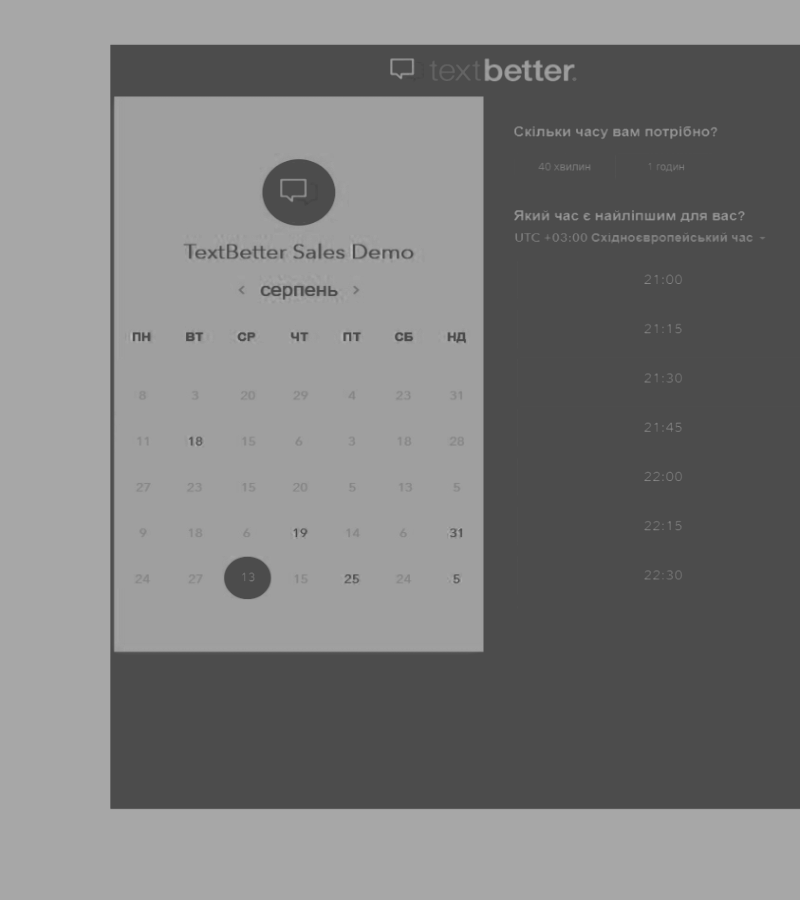 textbetter.
TextBetter Sales Demo
< серпень >
ПН ВТ СР ЧТ ПТ СБ НД
8 3 20 29 4 23 31
11 18 15 6 3 18 28
27 23 15 20 5 13 5
9 18 6 19 14 6 31
24 27 13 15 25 24 5
Скільки часу вам потрібно?
40 хвилин 1 годин
Який час є найліпшим для вас?
UTC +03:00 Східноєвропейський час
21:00
21:15
21:30
21:45
22:00
22:15
22:30